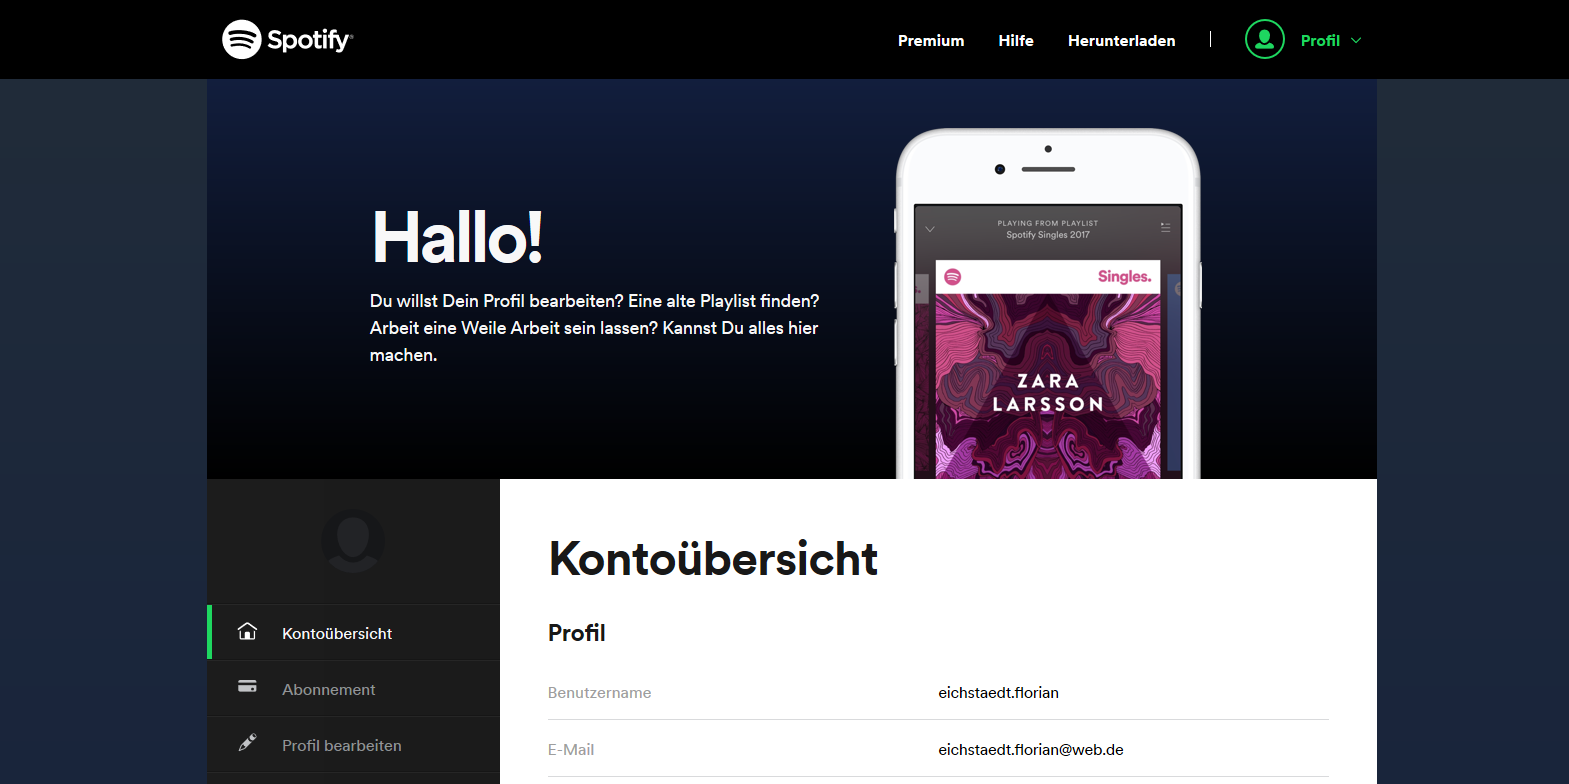 Spotify®
Premium
Hilfe
Herunterladen
Profil
Hallo!
Du willst Dein Profil bearbeiten? Eine alte Playlist finden?
Arbeit eine Weile Arbeit sein lassen? Kannst Du alles hier
machen.
PLAYING FROM PLAYLIST
Spotify Singles 2017
Singles.
ZARA
LARSSON
Kontoübersicht
Abonnement
Profil bearbeiten
Kontoübersicht
Profil
Benutzername eichstaedt.florian
E-Mail eichstaedt.florian@web.de